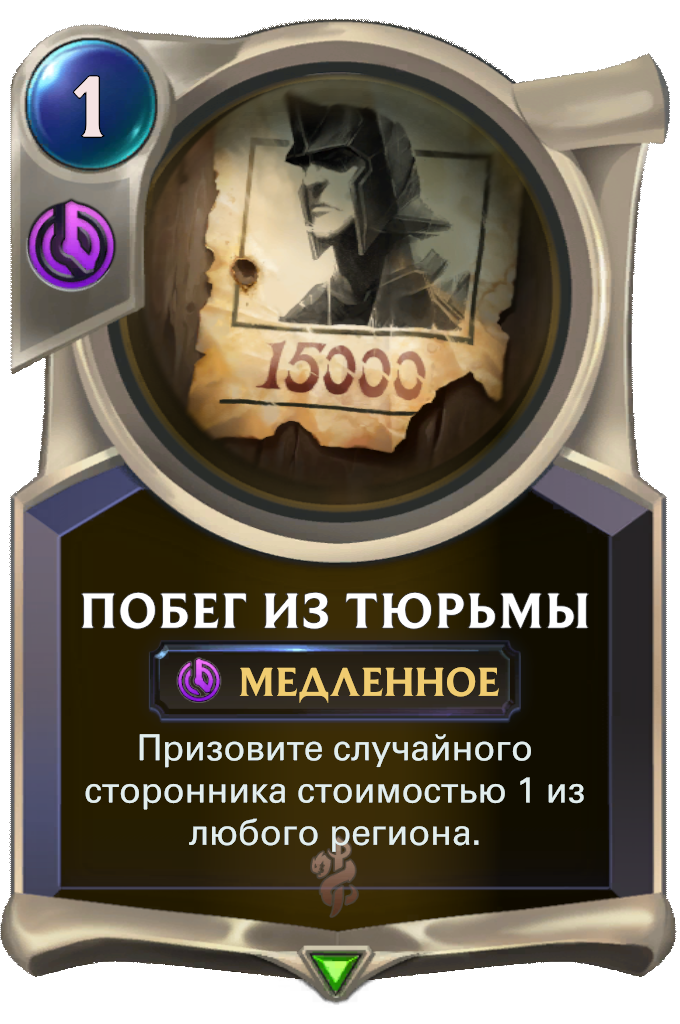 1
15000
ПОБЕГ ИЗ ТЮРЬМЫ
МЕДЛЕННОЕ
Призовите случайного
сторонника стоимостью 1 из
любого региона.